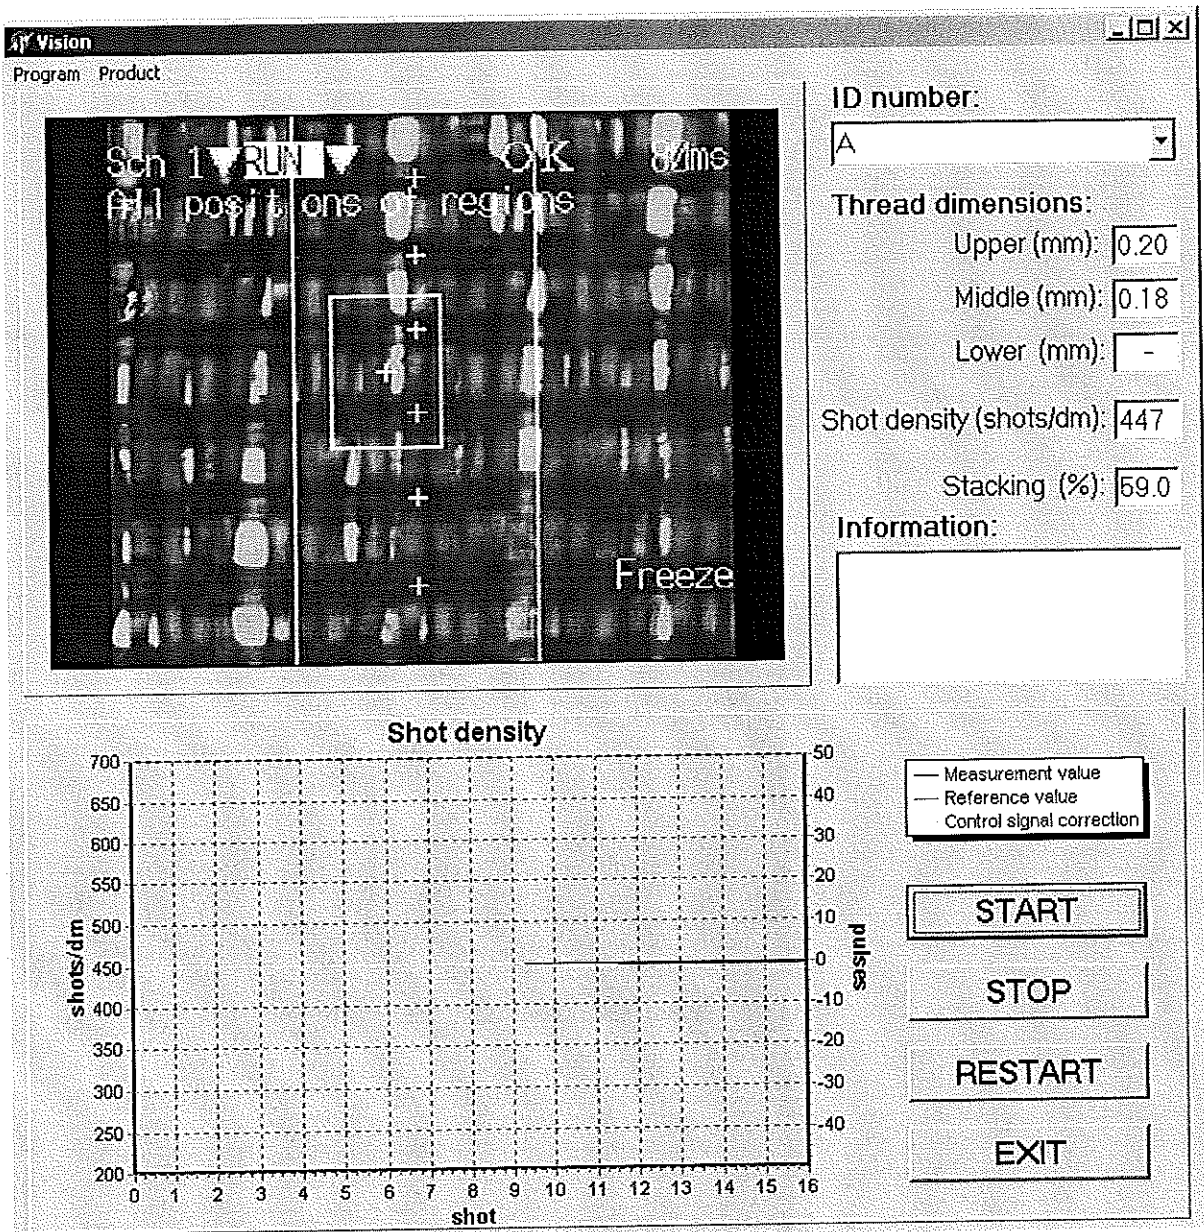 Vision
Program Product
Scn 1 RUN OK
All positions of regions
Freeze
ID number:
A
Thread dimensions:
Upper (mm): 0.20
Middle (mm): 0.18
Lower (mm): -
Shot density (shots/dm): 447
Stacking (%): 59.0
Information:
Shot density
700
650
600
550
500
450
400
350
300
250
200
shots/dm
0 1 2 3 4 5 6 7 8 9 10 11 12 13 14 15 16
shot
50
40
30
20
10
0
-10
-20
-30
-40
pulses
Measurement value
Reference value
Control signal correction
START
STOP
RESTART
EXIT